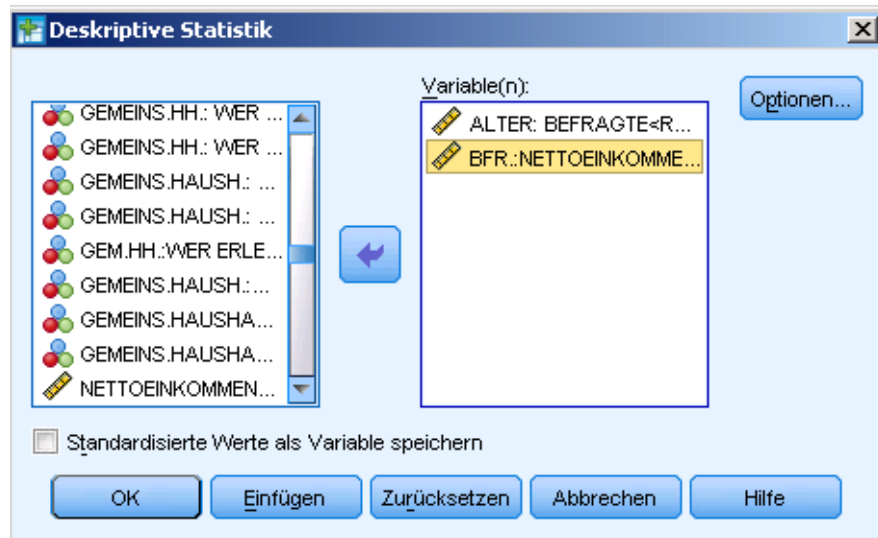 Deskriptive Statistik
GEMEINS.HH.: WER ...
GEMEINS.HH.: WER ...
GEMEINS.HAUSH.: ...
GEMEINS.HAUSH.: ...
GEM.HH.:WER ERLE...
GEMEINS.HAUSH.:...
GEMEINS.HAUSHA...
GEMEINS.HAUSHA...
NETTOEINKOMMEN...
Variable(n):
ALTER: BEFRAGTE<R...
BFR.:NETTOEINKOMME...
Optionen...
Standardisierte Werte als Variable speichern
OK Einfügen Zurücksetzen Abbrechen Hilfe